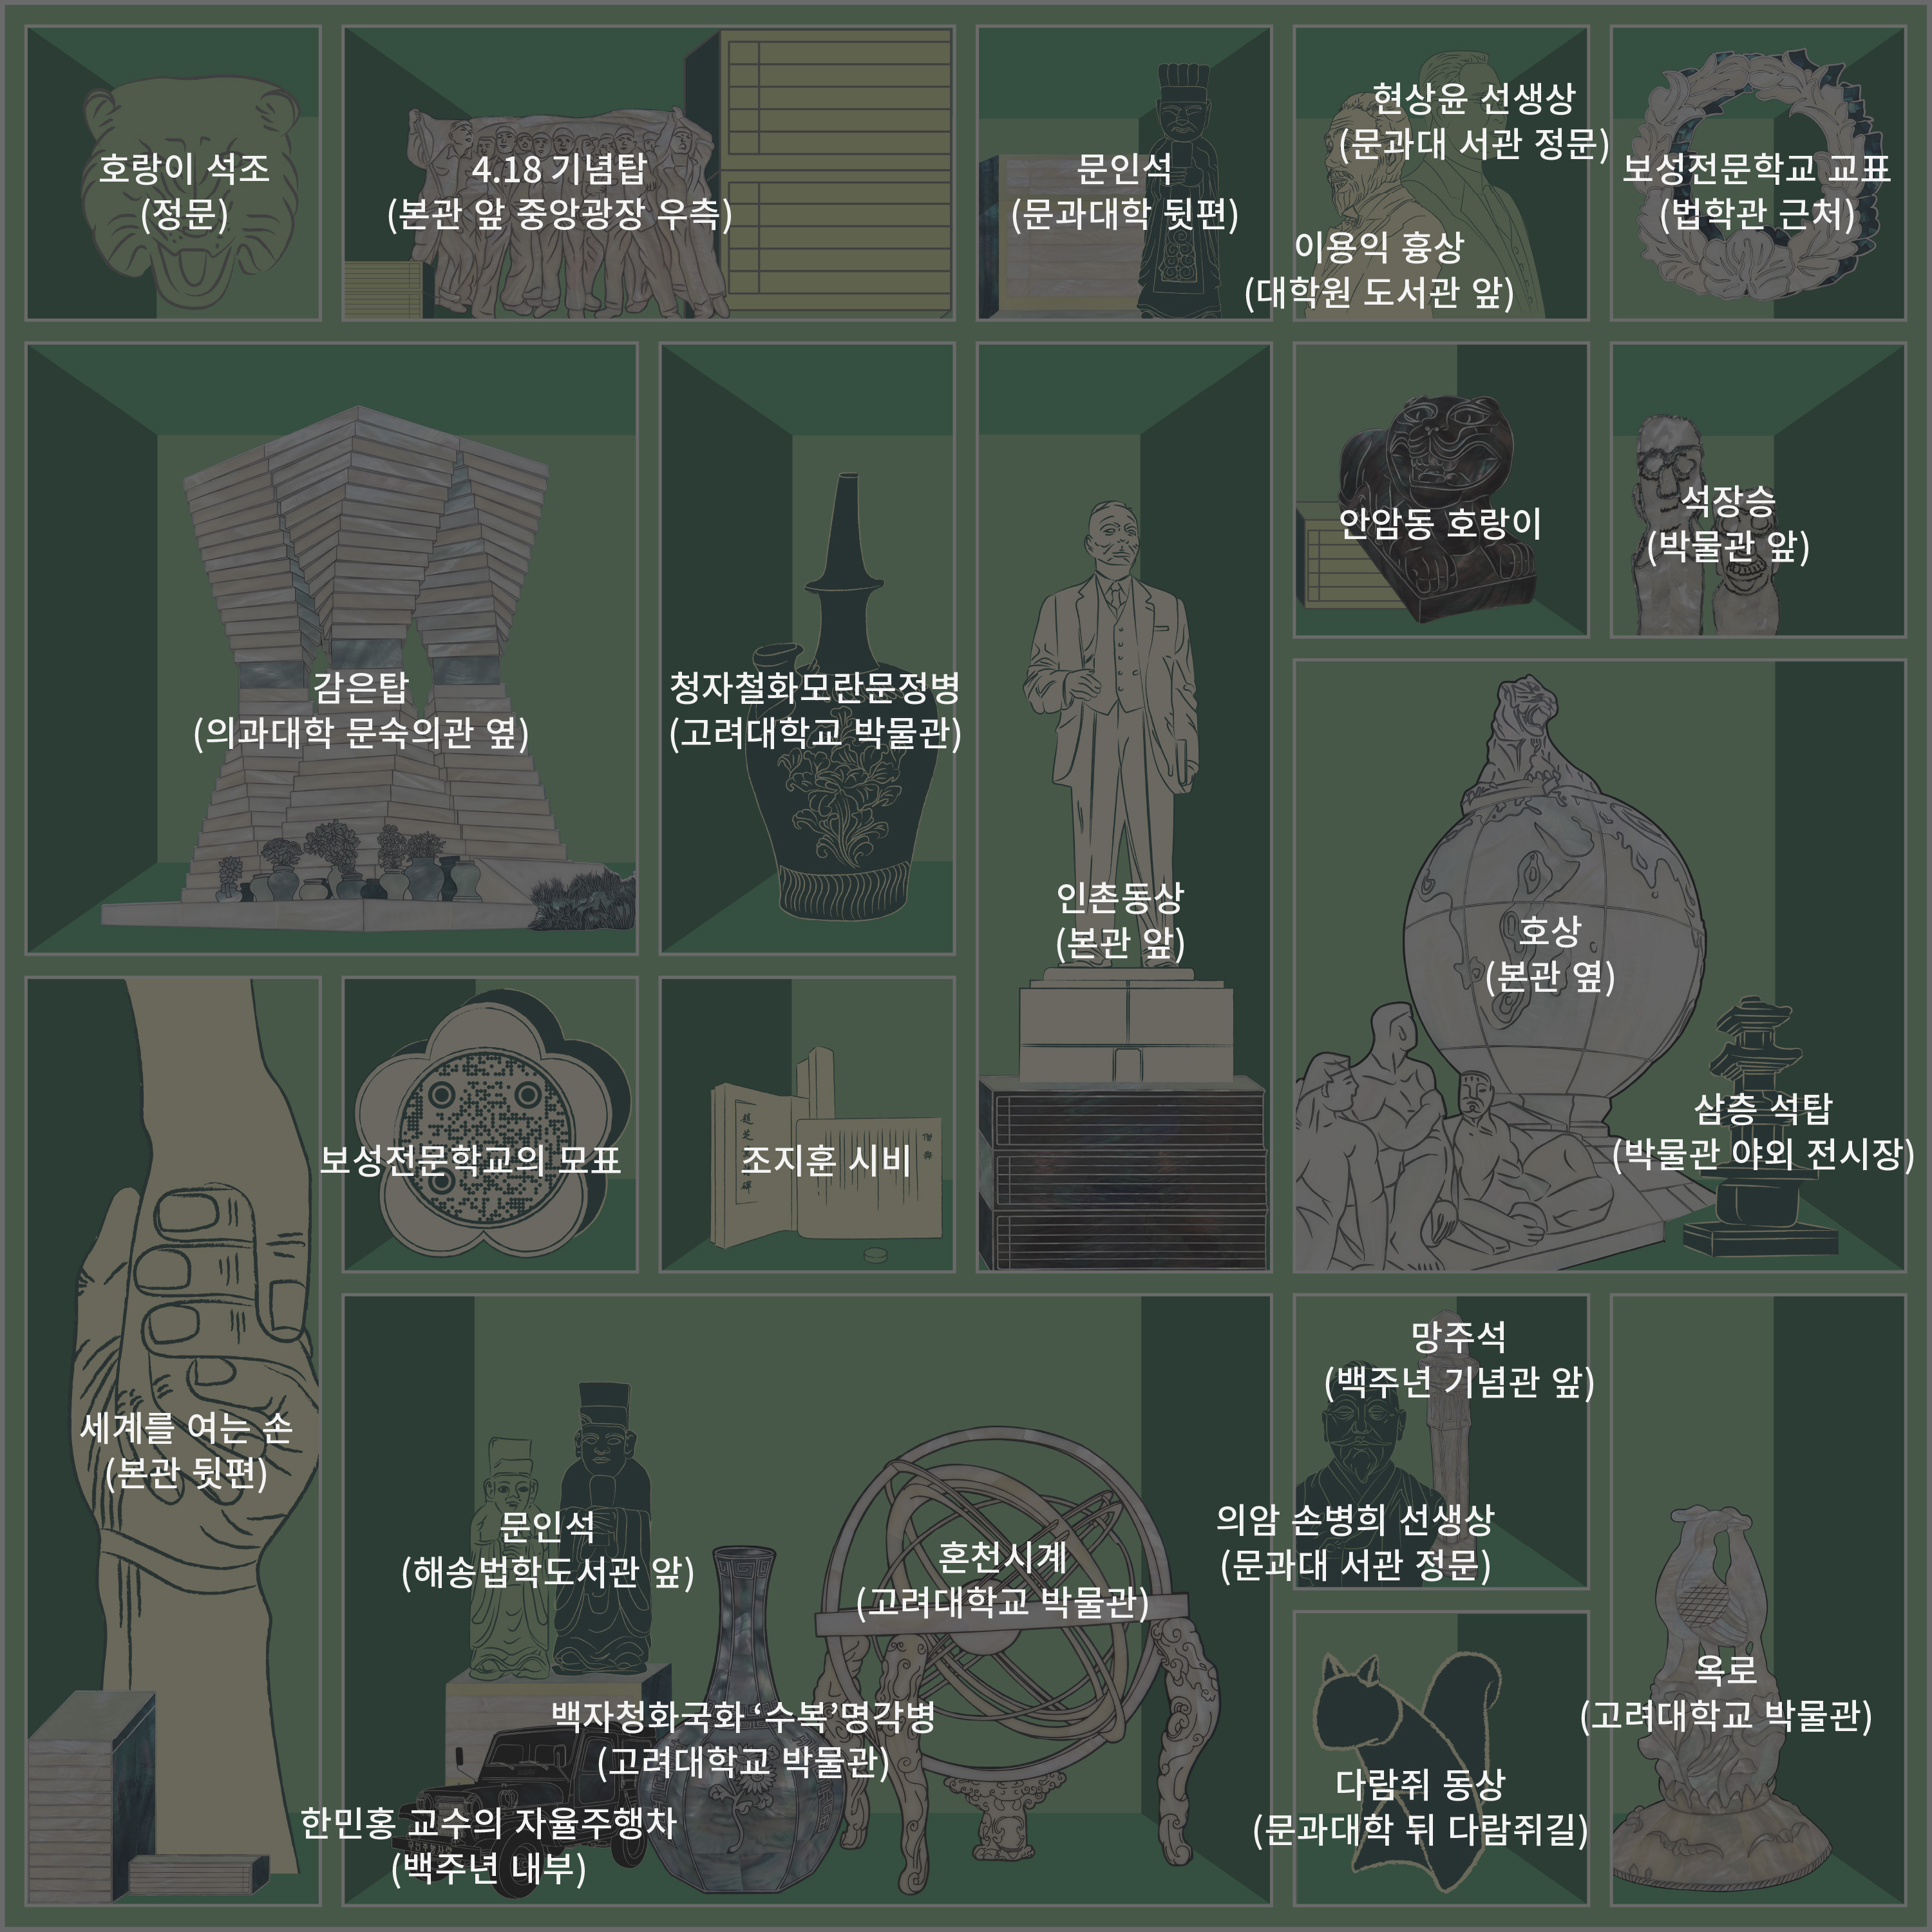 호랑이 석조
(정문)
4.18 기념탑
(본관 앞 중앙광장 우측)
문인석
(문과대학 뒷편)
현상윤 선생상
(문과대 서관 정문)
이용익 흉상
(대학원 도서관 앞)
보성전문학교 교표
(법학관 근처)
감은탑
(의과대학 문숙의관 옆)
청자철화모란문정병
(고려대학교 박물관)
인촌동상
(본관 앞)
안암동 호랑이
석장승
(박물관 앞)
호상
(본관 옆)
삼층 석탑
(박물관 야외 전시장)
세계를 여는 손
(본관 뒷편)
보성전문학교의 모표
조지훈 시비
문인석
(해송법학도서관 앞)
혼천시계
(고려대학교 박물관)
백자청화국화 ‘수복’명각병
(고려대학교 박물관)
한민홍 교수의 자율주행차
(백주년 내부)
망주석
(백주년 기념관 앞)
의암 손병희 선생상
(문과대 서관 정문)
다람쥐 동상
(문과대학 뒤 다람쥐길)
옥로
(고려대학교 박물관)